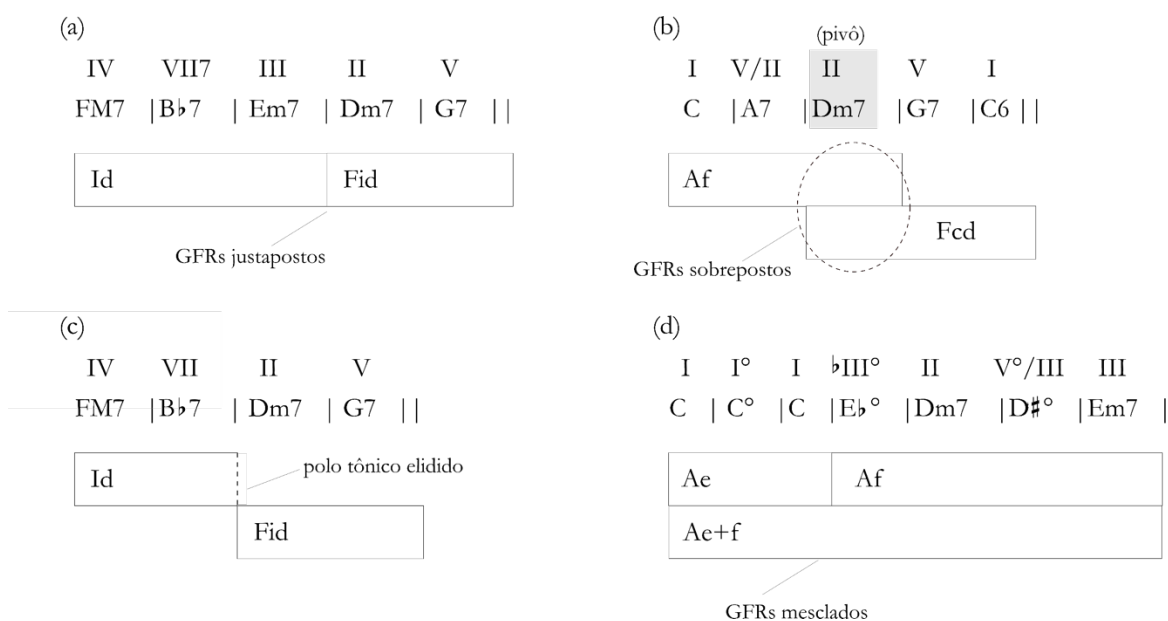 (a)
IV VII7 III II V
FM7 |B♭7 | Em7 | Dm7 | G7 ||
Id Fid
GFRs justapostos
(b)
(pivô)
I V/II II V I
C |A7 |Dm7 |G7 |C6 ||
Af
Fcd
GFRs sobrepostos
(c)
IV VII II V
FM7 |B♭7 | Dm7 | G7 ||
polo tônico elidido
Id
Fid
(d)
I I° I ♭III° II V°/III III
C | C° |C |E♭° |Dm7 |D♯° |Em7 |
Ae Af
Ae+f
GFRs mesclados